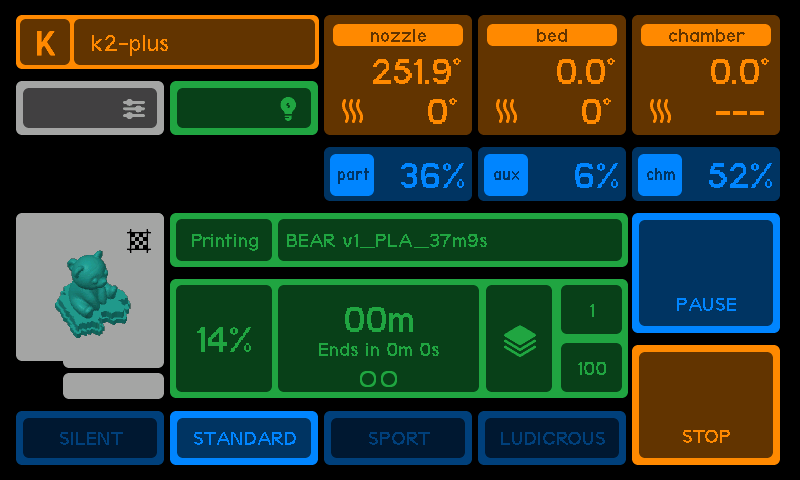 K k2-plus
nozzle
251.9°
0°
bed
0.0°
0°
chamber
0.0°
---
part 36%
aux 6%
chm 52%
Printing BEAR v1_PLA_37m9s
PAUSE
14%
00m
Ends in 0m 0s
1
100
STOP
SILENT STANDARD SPORT LUDICROUS